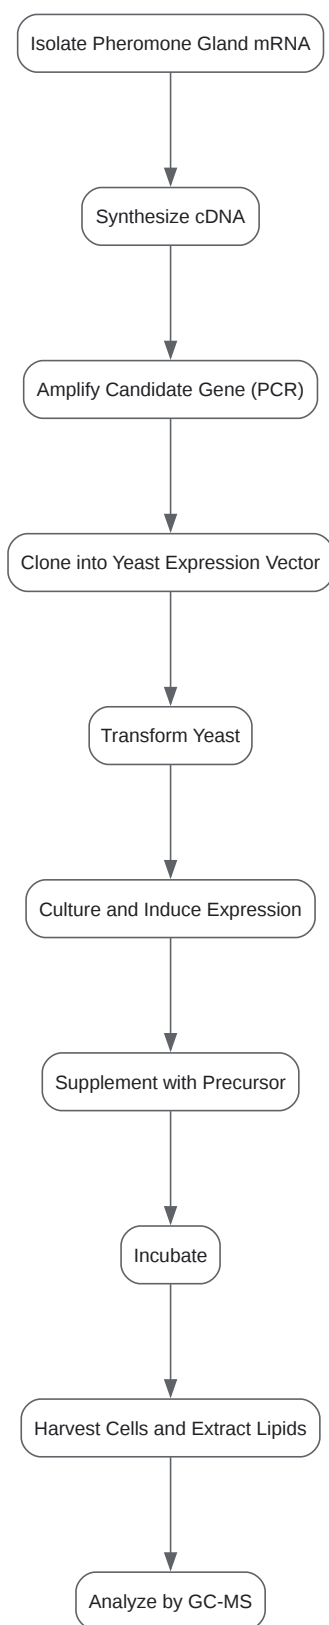 Isolate Pheromone Gland mRNA
Synthesize cDNA
Amplify Candidate Gene (PCR)
Clone into Yeast Expression Vector
Transform Yeast
Culture and Induce Expression
Supplement with Precursor
Incubate
Harvest Cells and Extract Lipids
Analyze by GC-MS